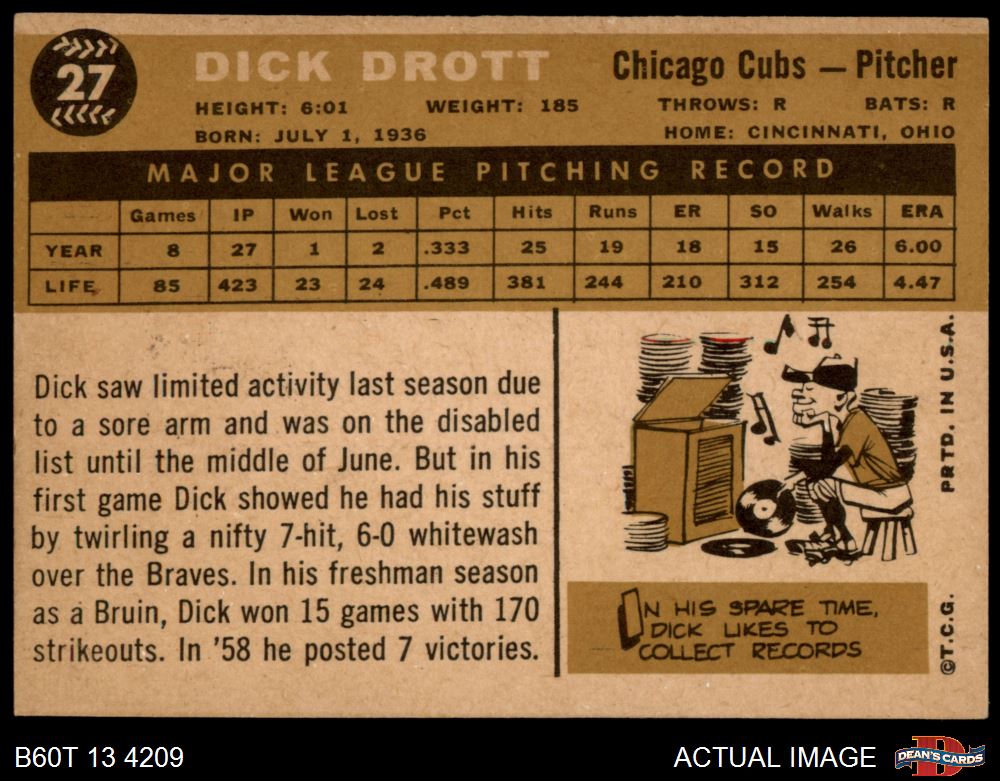 27
DICK DROTT
Chicago Cubs — Pitcher
HEIGHT: 6:01 WEIGHT: 185 THROWS: R BATS: R
BORN: JULY 1, 1936 HOME: CINCINNATI, OHIO
MAJOR LEAGUE PITCHING RECORD
Games IP Won Lost Pct Hits Runs ER SO Walks ERA
YEAR 8 27 1 2 .333 25 19 18 15 26 6.00
LIFE 85 423 23 24 .489 381 244 210 312 254 4.47
Dick saw limited activity last season due
to a sore arm and was on the disabled
list until the middle of June. But in his
first game Dick showed he had his stuff
by twirling a nifty 7-hit, 6-0 whitewash
over the Braves. In his freshman season
as a Bruin, Dick won 15 games with 170
strikeouts. In '58 he posted 7 victories.
IN HIS SPARE TIME,
DICK LIKES TO
COLLECT RECORDS
©T.C.G. PRTD. IN U.S.A.
B60T 13 4209
ACTUAL IMAGE
D
DEAN'S CARDS